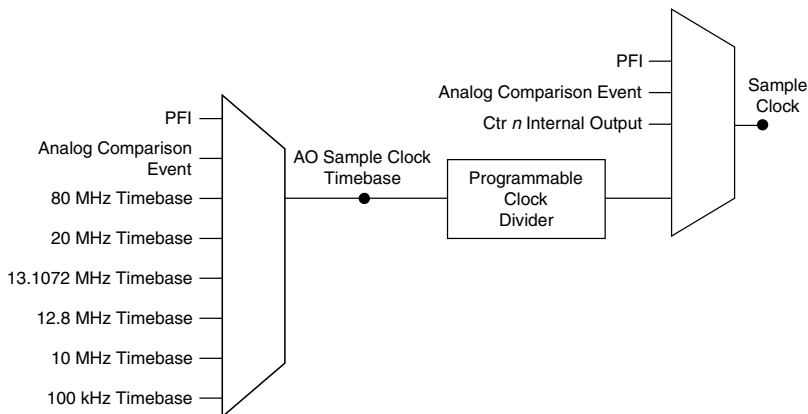 PFI
Analog Comparison
Event
80 MHz Timebase
20 MHz Timebase
13.1072 MHz Timebase
12.8 MHz Timebase
10 MHz Timebase
100 kHz Timebase
AO Sample Clock
Timebase
Programmable
Clock
Divider
PFI
Analog Comparison Event
Ctr n Internal Output
Sample
Clock